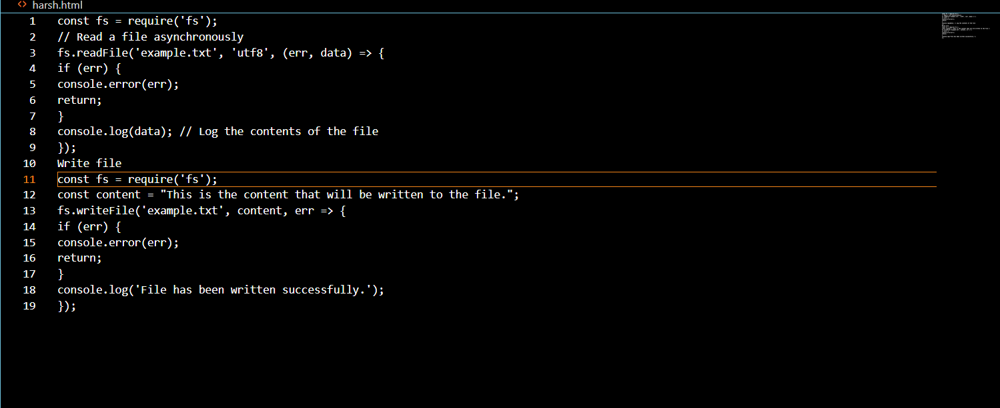 harsh.html
1 const fs = require('fs');
2 // Read a file asynchronously
3 fs.readFile('example.txt', 'utf8', (err, data) => {
4 if (err) {
5 console.error(err);
6 return;
7 }
8 console.log(data); // Log the contents of the file
9 });
10 Write file
11 const fs = require('fs');
12 const content = "This is the content that will be written to the file.";
13 fs.writeFile('example.txt', content, err => {
14 if (err) {
15 console.error(err);
16 return;
17 }
18 console.log('File has been written successfully.');
19 });